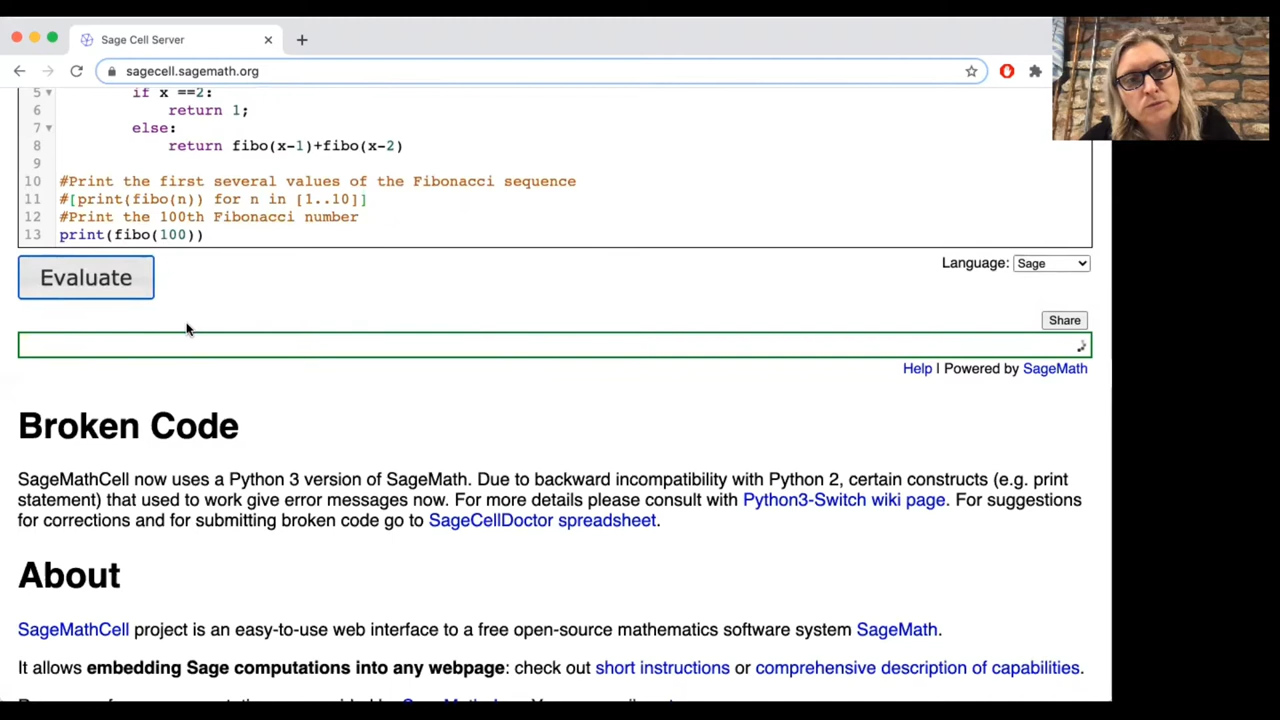 Sage Cell Server
sagecell.sagemath.org
5 if x ==2:
6 return 1;
7 else:
8 return fibo(x-1)+fibo(x-2)
9
10 #Print the first several values of the Fibonacci sequence
11 #[print(fibo(n)) for n in [1..10]]
12 #Print the 100th Fibonacci number
13 print(fibo(100))
Evaluate
Language: Sage
Share
Help | Powered by SageMath
Broken Code
SageMathCell now uses a Python 3 version of SageMath. Due to backward incompatibility with Python 2, certain constructs (e.g. print
statement) that used to work give error messages now. For more details please consult with Python3-Switch wiki page. For suggestions
for corrections and for submitting broken code go to SageCellDoctor spreadsheet.
About
SageMathCell project is an easy-to-use web interface to a free open-source mathematics software system SageMath.
It allows embedding Sage computations into any webpage: check out short instructions or comprehensive description of capabilities.